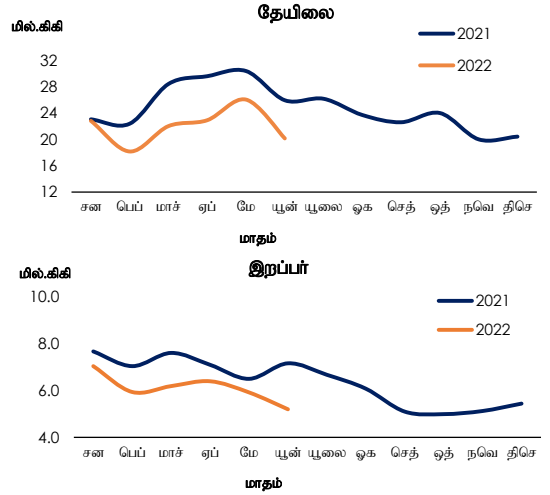 தேயிலை
மில்.கிகி
2021
2022
32
28
24
20
16
12
சன பெப் மார்ச் ஏப் மே யூன் யூலை ஓக செத் ஒத் நவெ திசெ
மாதம்
இறப்பர்
மில்.கிகி
10.0
2021
2022
8.0
6.0
4.0
சன பெப் மார்ச் ஏப் மே யூன் யூலை ஓக செத் ஒத் நவெ திசெ
மாதம்